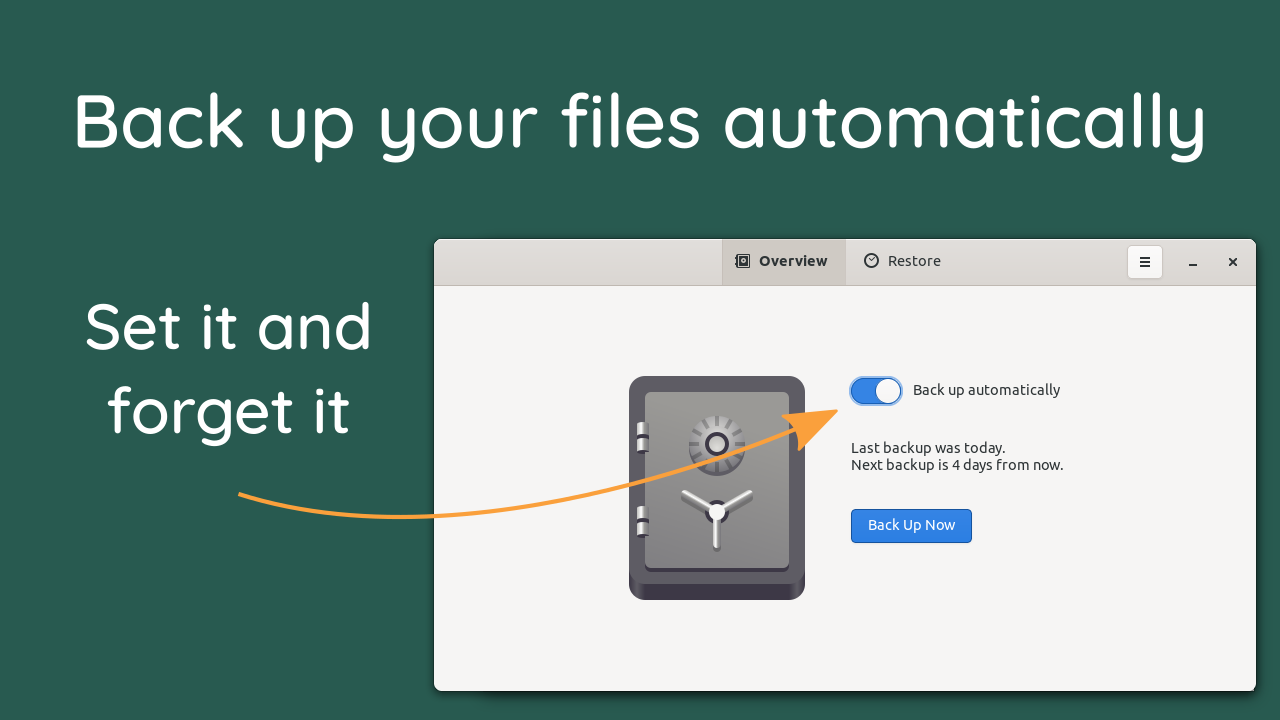 Back up your files automatically
Set it and
forget it
Overview
Restore
Back up automatically
Last backup was today.
Next backup is 4 days from now.
Back Up Now